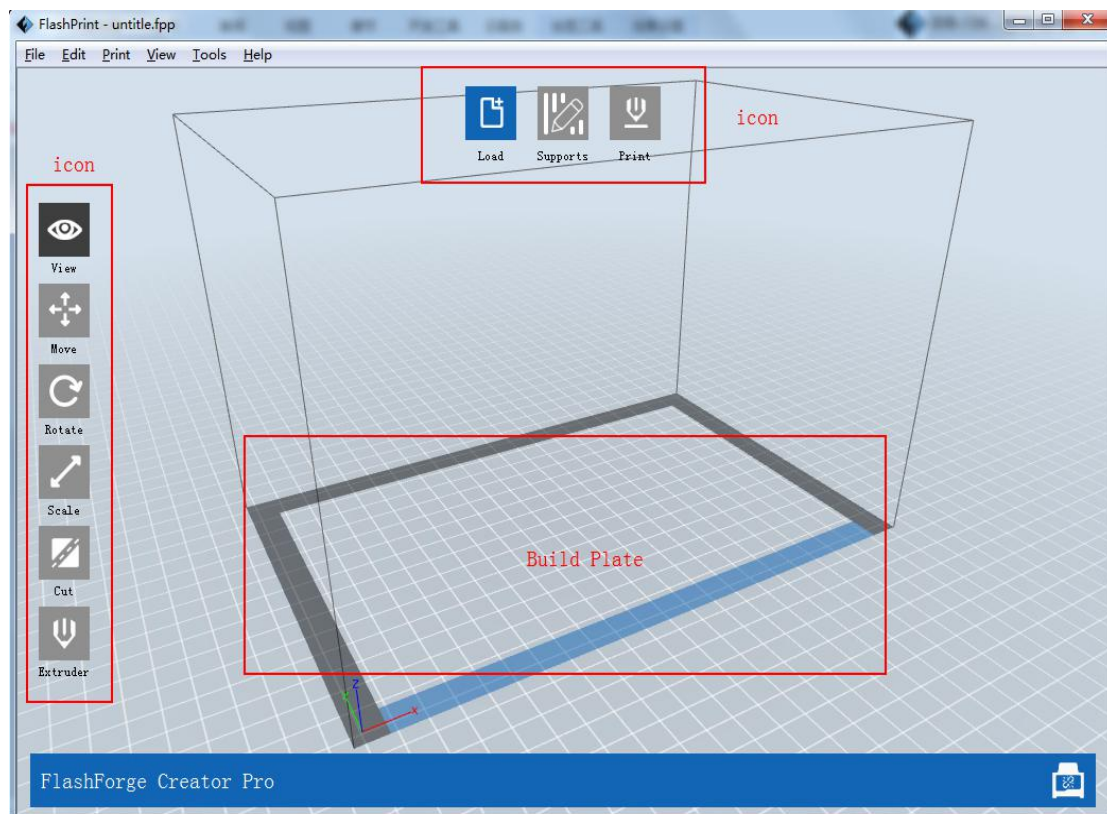 FlashPrint - untitle.fpp
File Edit Print View Tools Help
icon
Load Supports Print
icon
View
Move
Rotate
Scale
Cut
Extruder
Build Plate
z
x
FlashForge Creator Pro